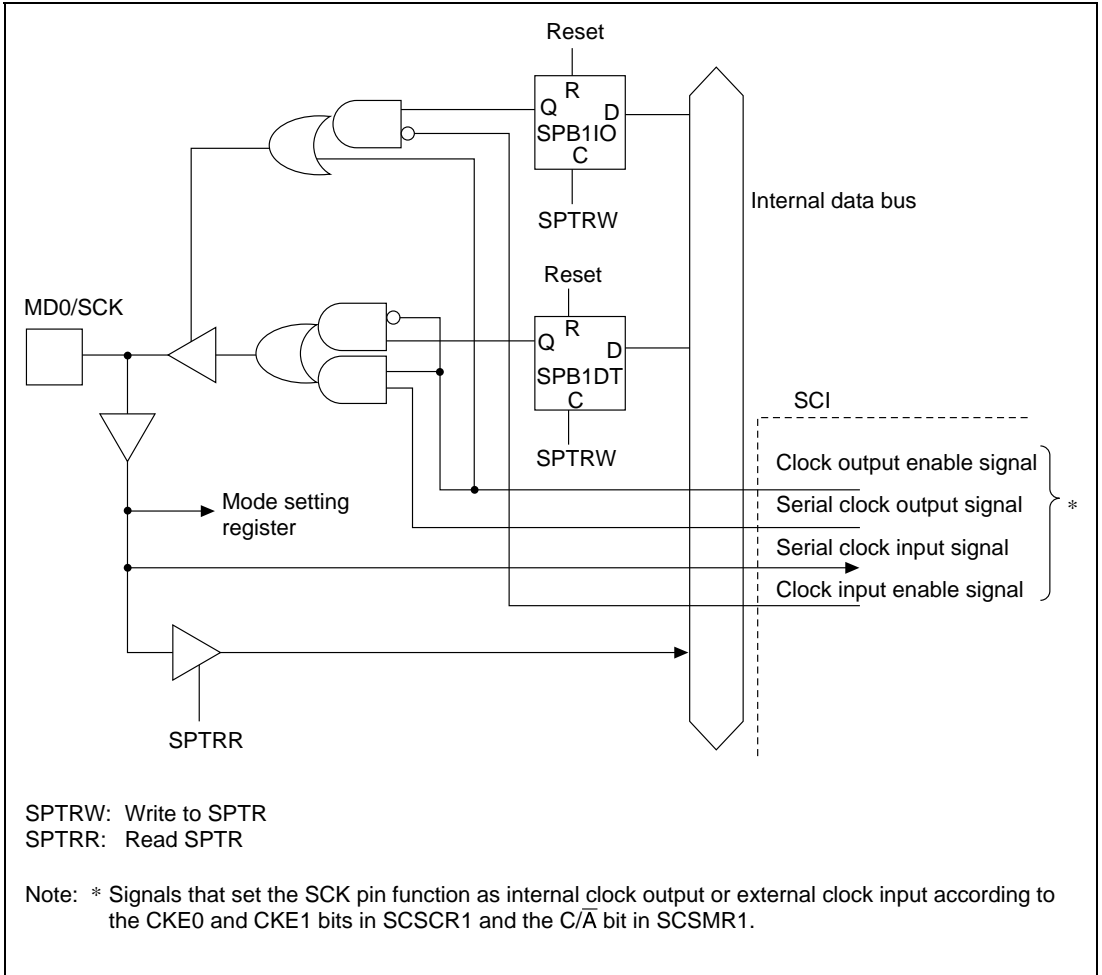 Reset
R
Q D
SPB1IO
C
SPTRW
Internal data bus
Reset
MD0/SCK
R
Q D
SPB1DT
C
SPTRW
SCI
Clock output enable signal
Serial clock output signal
*
Mode setting
register
Serial clock input signal
Clock input enable signal
SPTRR
SPTRW: Write to SPTR
SPTRR: Read SPTR
Note: * Signals that set the SCK pin function as internal clock output or external clock input according to
the CKE0 and CKE1 bits in SCSCR1 and the C/A̅ bit in SCSMR1.